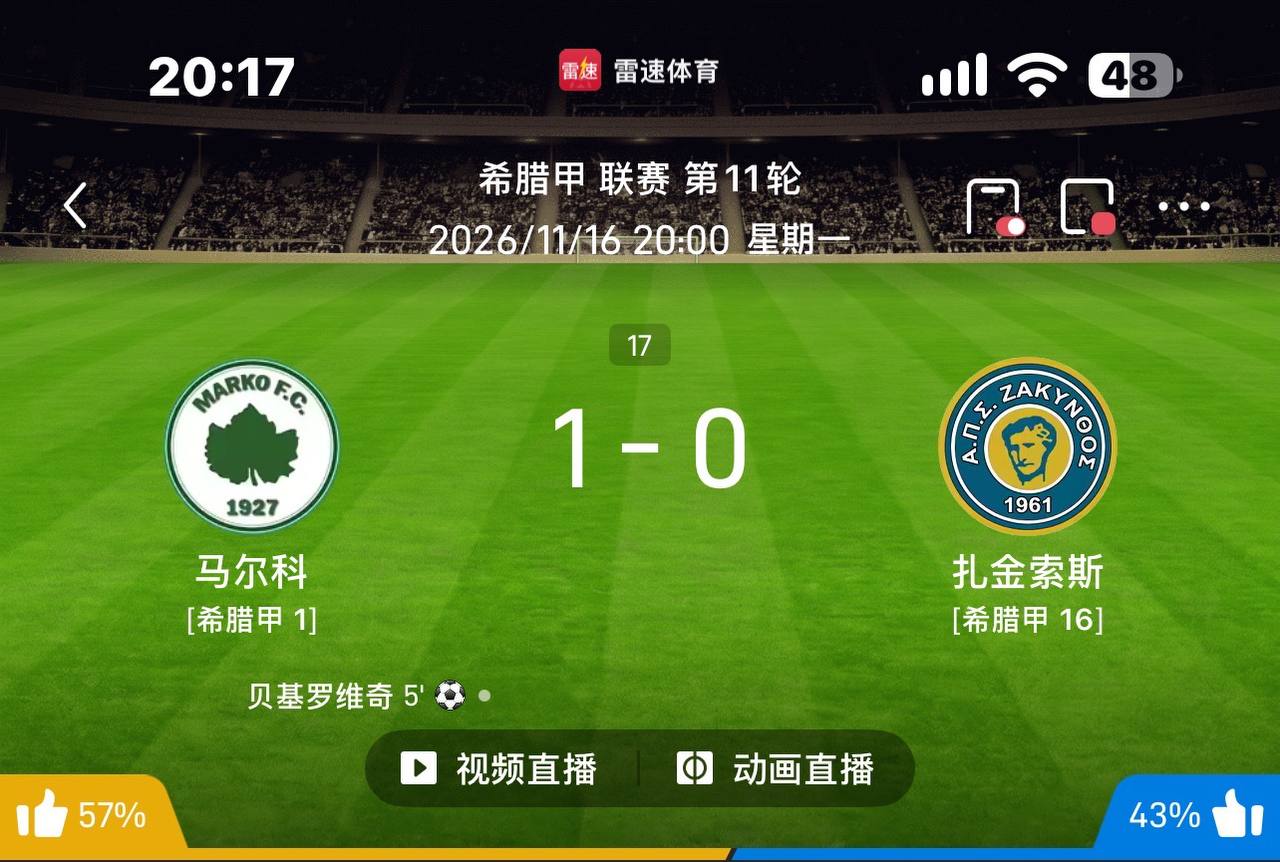 20:17 雷速 雷速体育 48
希腊甲 联赛 第11轮
2026/11/16 20:00 星期一
17
MARKO F.C.
1927
1 - 0
Α.Π.Σ. ΖΑΚΥΝΘΟΣ
1961
马尔科
扎金索斯
[希腊甲 1]
[希腊甲 16]
贝基罗维奇 5'
视频直播
动画直播
57%
43%